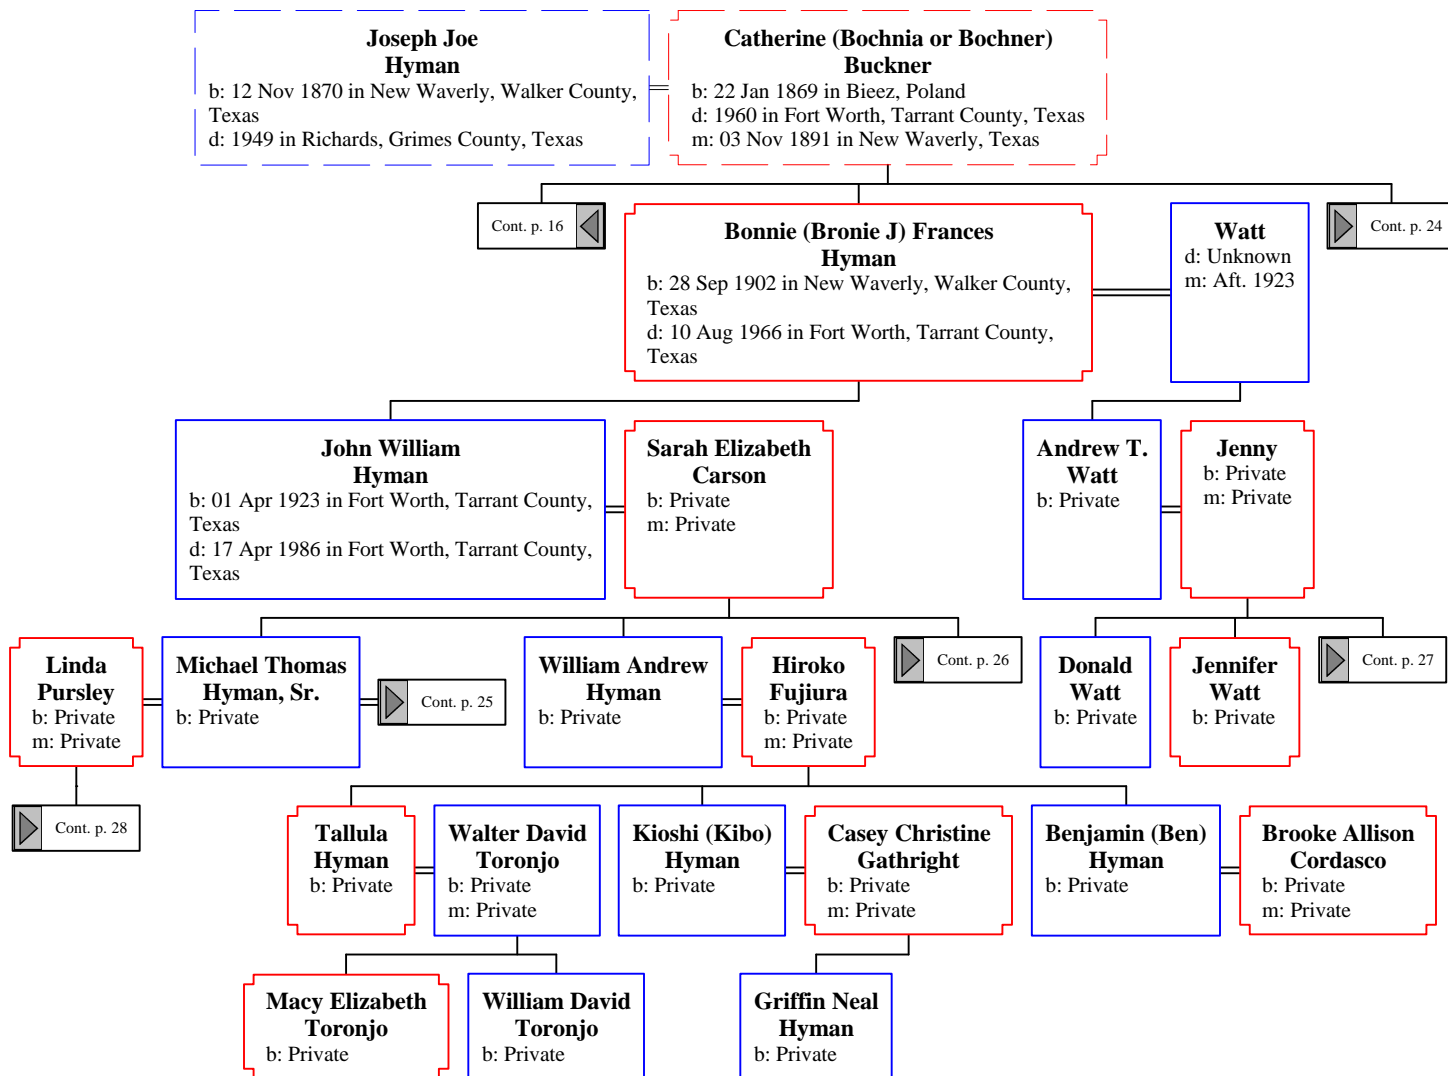 Joseph Joe
Hyman
b: 12 Nov 1870 in New Waverly, Walker County,
Texas
d: 1949 in Richards, Grimes County, Texas
Catherine (Bochnia or Bochner)
Buckner
b: 22 Jan 1869 in Bieez, Poland
d: 1960 in Fort Worth, Tarrant County, Texas
m: 03 Nov 1891 in New Waverly, Texas
Cont. p. 16
Bonnie (Bronie J) Frances
Hyman
b: 28 Sep 1902 in New Waverly, Walker County,
Texas
d: 10 Aug 1966 in Fort Worth, Tarrant County,
Texas
Watt
d: Unknown
m: Aft. 1923
Cont. p. 24
John William
Hyman
b: 01 Apr 1923 in Fort Worth, Tarrant County,
Texas
d: 17 Apr 1986 in Fort Worth, Tarrant County,
Texas
Sarah Elizabeth
Carson
b: Private
m: Private
Andrew T.
Watt
b: Private
Jenny
b: Private
m: Private
Linda
Pursley
b: Private
m: Private
Michael Thomas
Hyman, Sr.
b: Private
Cont. p. 25
William Andrew
Hyman
b: Private
Hiroko
Fujiura
b: Private
m: Private
Cont. p. 26
Donald
Watt
b: Private
Jennifer
Watt
b: Private
Cont. p. 27
Cont. p. 28
Tallula
Hyman
b: Private
Walter David
Toronjo
b: Private
m: Private
Kioshi (Kibo)
Hyman
b: Private
Casey Christine
Gathright
b: Private
m: Private
Benjamin (Ben)
Hyman
b: Private
Brooke Allison
Cordasco
b: Private
m: Private
Macy Elizabeth
Toronjo
b: Private
William David
Toronjo
b: Private
Griffin Neal
Hyman
b: Private